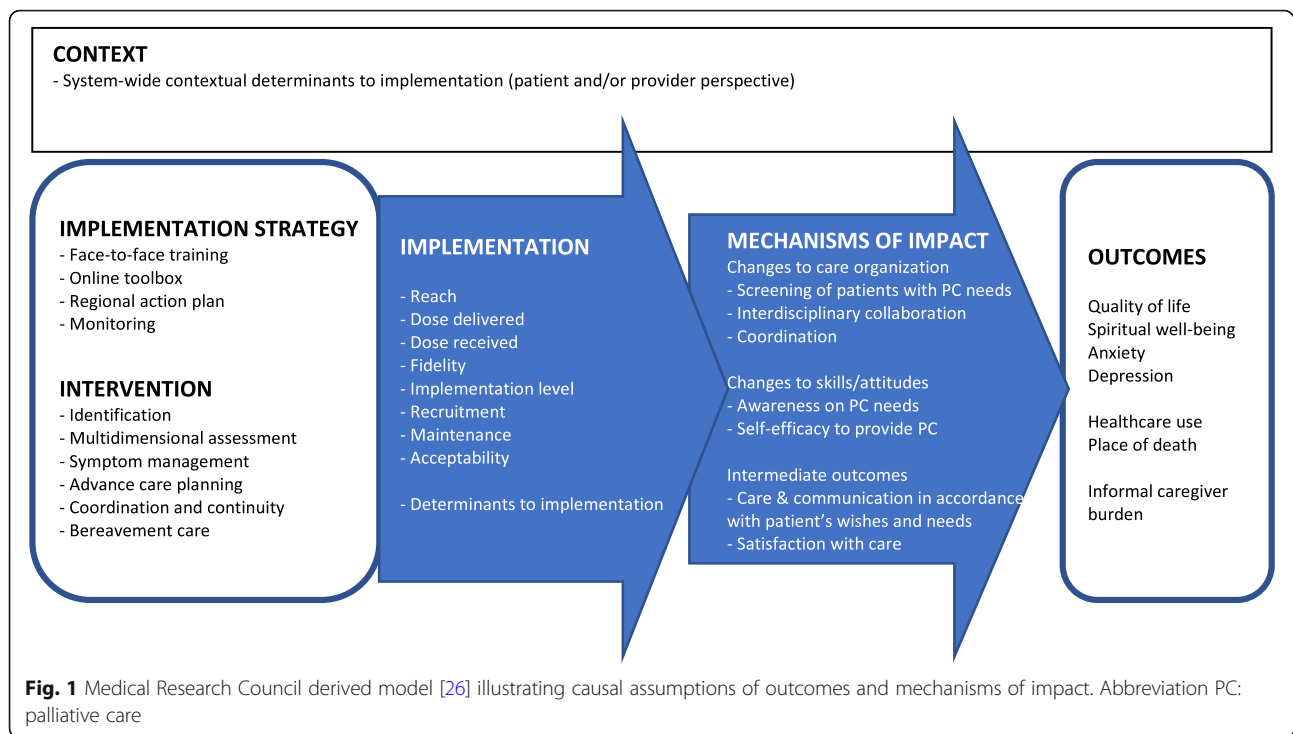 CONTEXT
- System-wide contextual determinants to implementation (patient and/or provider perspective)
IMPLEMENTATION STRATEGY
- Face-to-face training
- Online toolbox
- Regional action plan
- Monitoring
INTERVENTION
- Identification
- Multidimensional assessment
- Symptom management
- Advance care planning
- Coordination and continuity
- Bereavement care
IMPLEMENTATION
- Reach
- Dose delivered
- Dose received
- Fidelity
- Implementation level
- Recruitment
- Maintenance
- Acceptability
- Determinants to implementation
MECHANISMS OF IMPACT
Changes to care organization
- Screening of patients with PC needs
- Interdisciplinary collaboration
- Coordination
Changes to skills/attitudes
- Awareness on PC needs
- Self-efficacy to provide PC
Intermediate outcomes
- Care & communication in accordance
with patient's wishes and needs
- Satisfaction with care
OUTCOMES
Quality of life
Spiritual well-being
Anxiety
Depression
Healthcare use
Place of death
Informal caregiver
burden
Fig. 1 Medical Research Council derived model [26] illustrating causal assumptions of outcomes and mechanisms of impact. Abbreviation PC:
palliative care